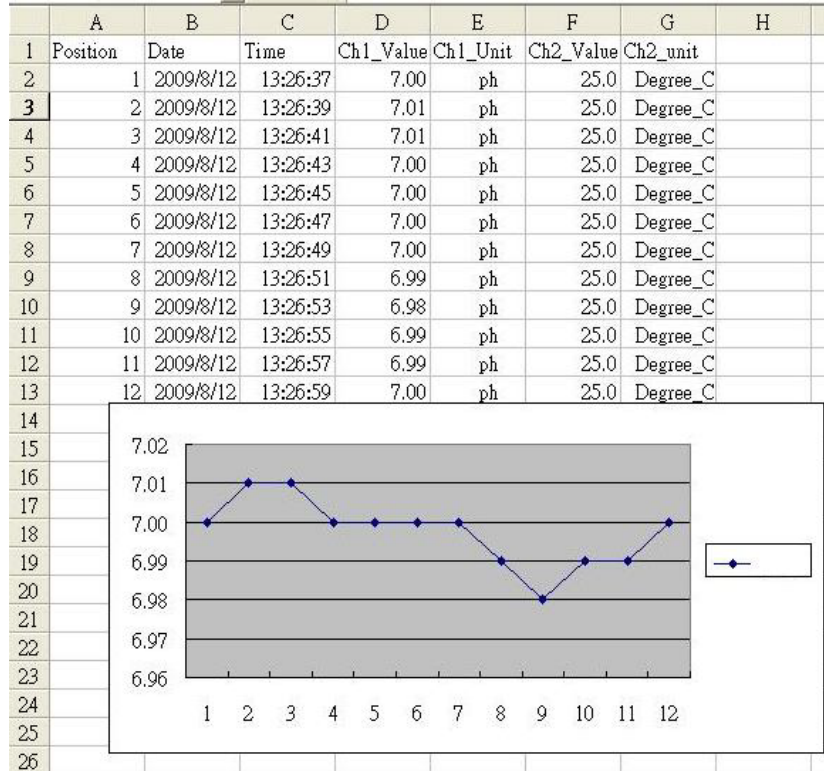 A B C D E F G H
1 Position Date Time Ch1_Value Ch1_Unit Ch2_Value Ch2_unit
2 1 2009/8/12 13:26:37 7.00 ph 25.0 Degree_C
3 2 2009/8/12 13:26:39 7.01 ph 25.0 Degree_C
4 3 2009/8/12 13:26:41 7.01 ph 25.0 Degree_C
5 4 2009/8/12 13:26:43 7.00 ph 25.0 Degree_C
6 5 2009/8/12 13:26:45 7.00 ph 25.0 Degree_C
7 6 2009/8/12 13:26:47 7.00 ph 25.0 Degree_C
8 7 2009/8/12 13:26:49 7.00 ph 25.0 Degree_C
9 8 2009/8/12 13:26:51 6.99 ph 25.0 Degree_C
10 9 2009/8/12 13:26:53 6.98 ph 25.0 Degree_C
11 10 2009/8/12 13:26:55 6.99 ph 25.0 Degree_C
12 11 2009/8/12 13:26:57 6.99 ph 25.0 Degree_C
13 12 2009/8/12 13:26:59 7.00 ph 25.0 Degree_C
14
15 7.02
16 7.01
17
18 7.00
19 6.99
20
21 6.98
22 6.97
23 6.96
24 1 2 3 4 5 6 7 8 9 10 11 12
25
26